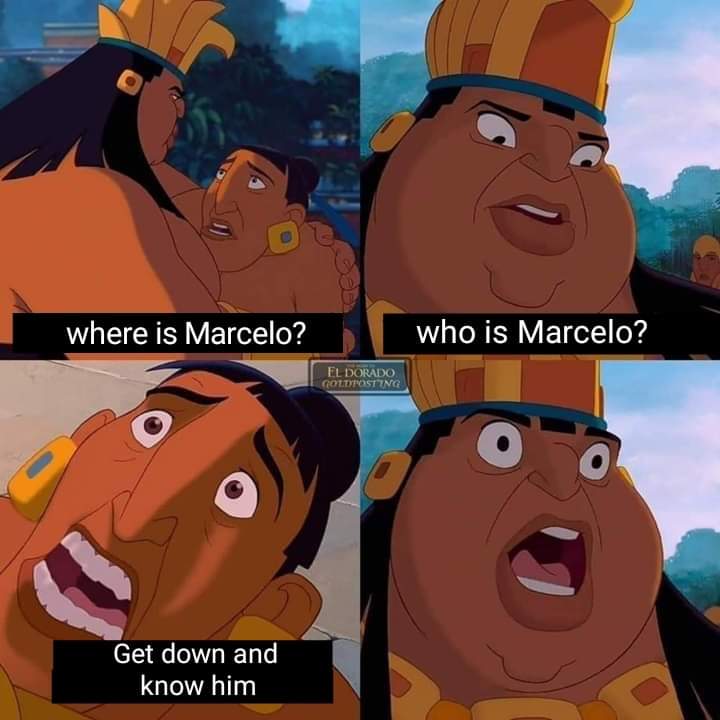 where is Marcelo?
who is Marcelo?
EL DORADO
GOLDPOSTING
Get down and
know him